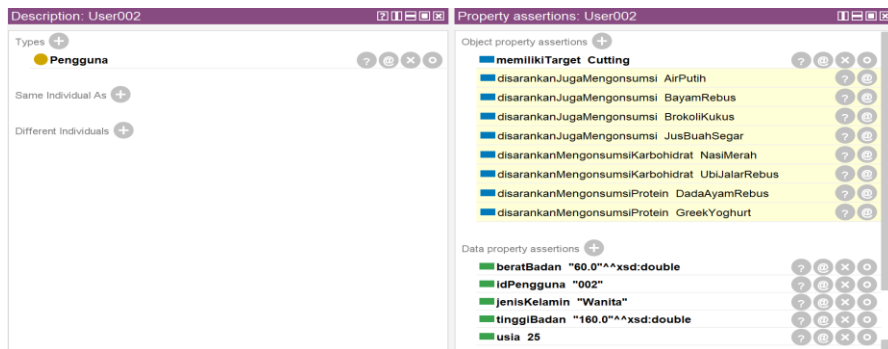 Description: User002
Types
Pengguna
Same Individual As
Different Individuals
Property assertions: User002
Object property assertions
memilikiTarget Cutting
disarankanJugaMengonsumsi AirPutih
disarankanJugaMengonsumsi BayamRebus
disarankanJugaMengonsumsi BrokoliKukus
disarankanJugaMengonsumsi JusBuahSegar
disarankanMengonsumsiKarbohidrat NasiMerah
disarankanMengonsumsiKarbohidrat UbiJalarRebus
disarankanMengonsumsiProtein DadaAyamRebus
disarankanMengonsumsiProtein GreekYoghurt
Data property assertions
beratBadan "60.0"^^xsd:double
idPengguna "002"
jenisKelamin "Wanita"
tinggiBadan "160.0"^^xsd:double
usia 25